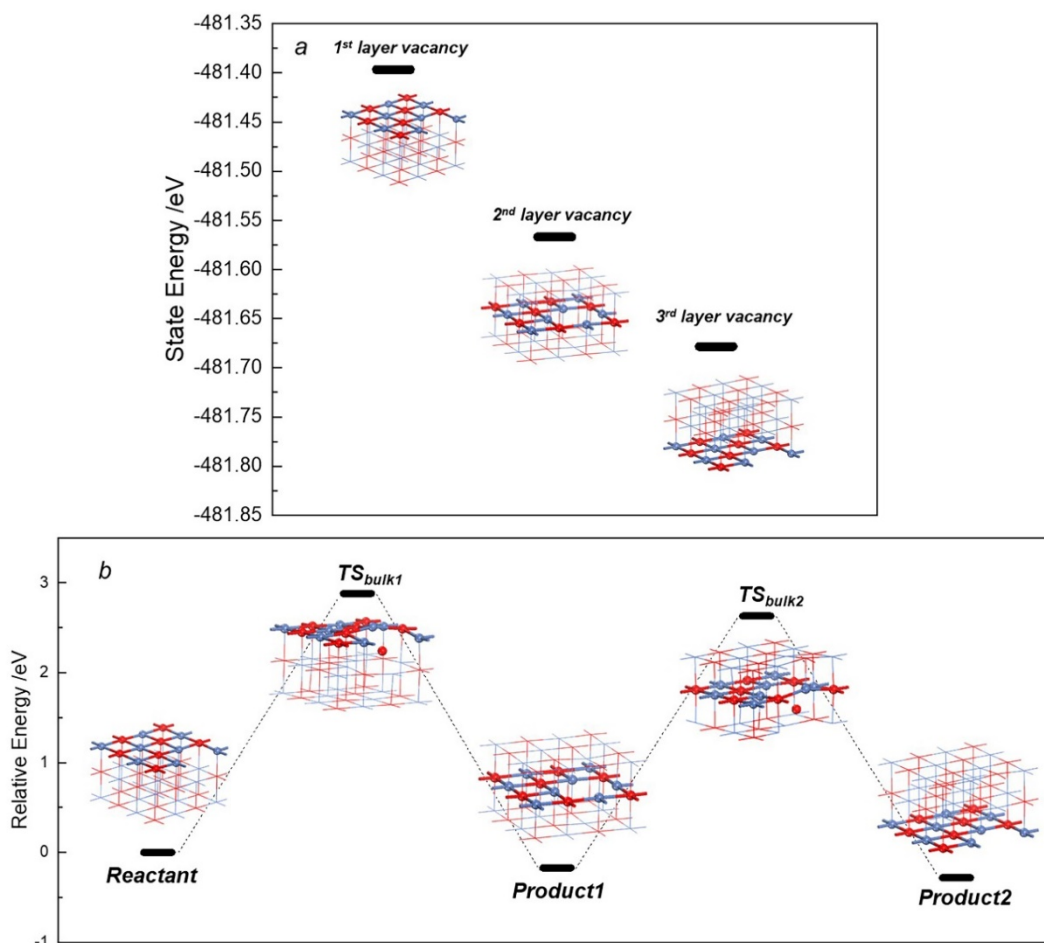 a
1st layer vacancy
2nd layer vacancy
3rd layer vacancy
State Energy /eV
-481.35
-481.40
-481.45
-481.50
-481.55
-481.60
-481.65
-481.70
-481.75
-481.80
-481.85
b
TSbulk1
TSbulk2
Relative Energy /eV
3
2
1
0
-1
Reactant
Product1
Product2